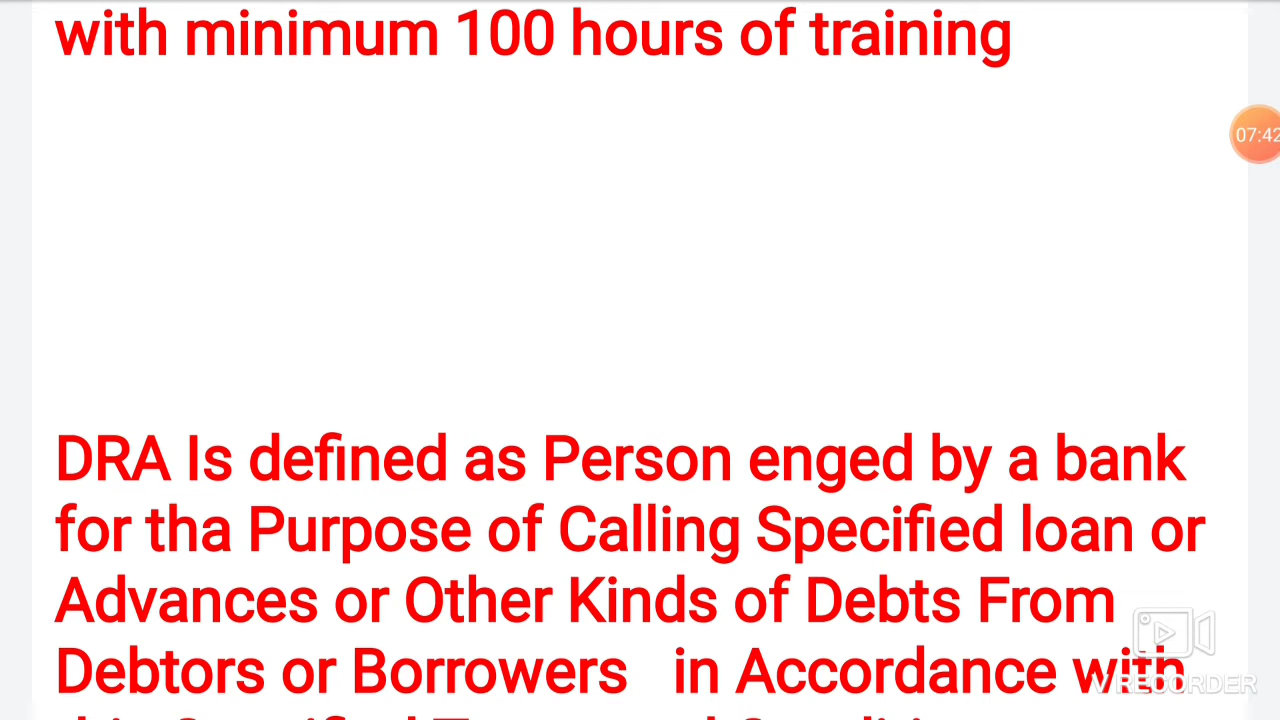 with minimum 100 hours of training
07:42
DRA Is defined as Person enged by a bank
for tha Purpose of Calling Specified loan or
Advances or Other Kinds of Debts From
Debtors or Borrowers in Accordance with
VRECORDER